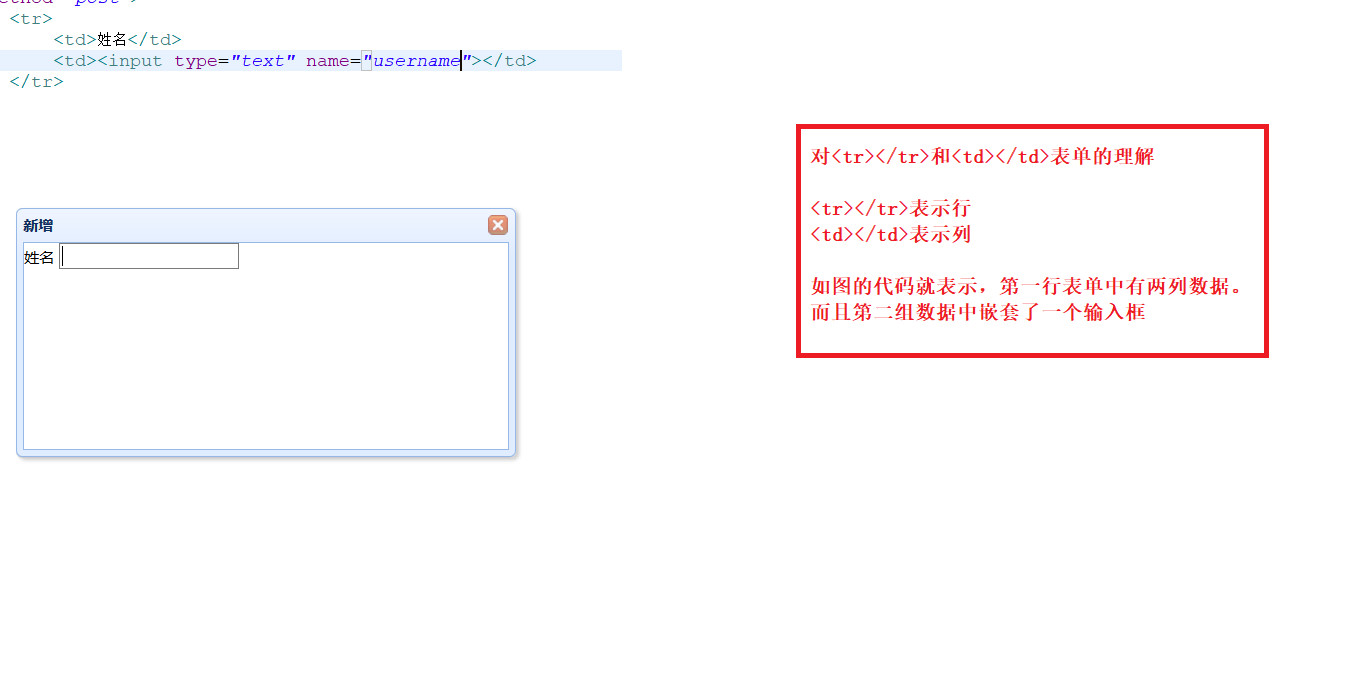 post
<tr>
<td>姓名</td>
<td><input type="text" name="username"></td>
</tr>
新增
姓名
对<tr></tr>和<td></td>表单的理解
<tr></tr>表示行
<td></td>表示列
如图的代码就表示，第一行表单中有两列数据。
而且第二组数据中嵌套了一个输入框